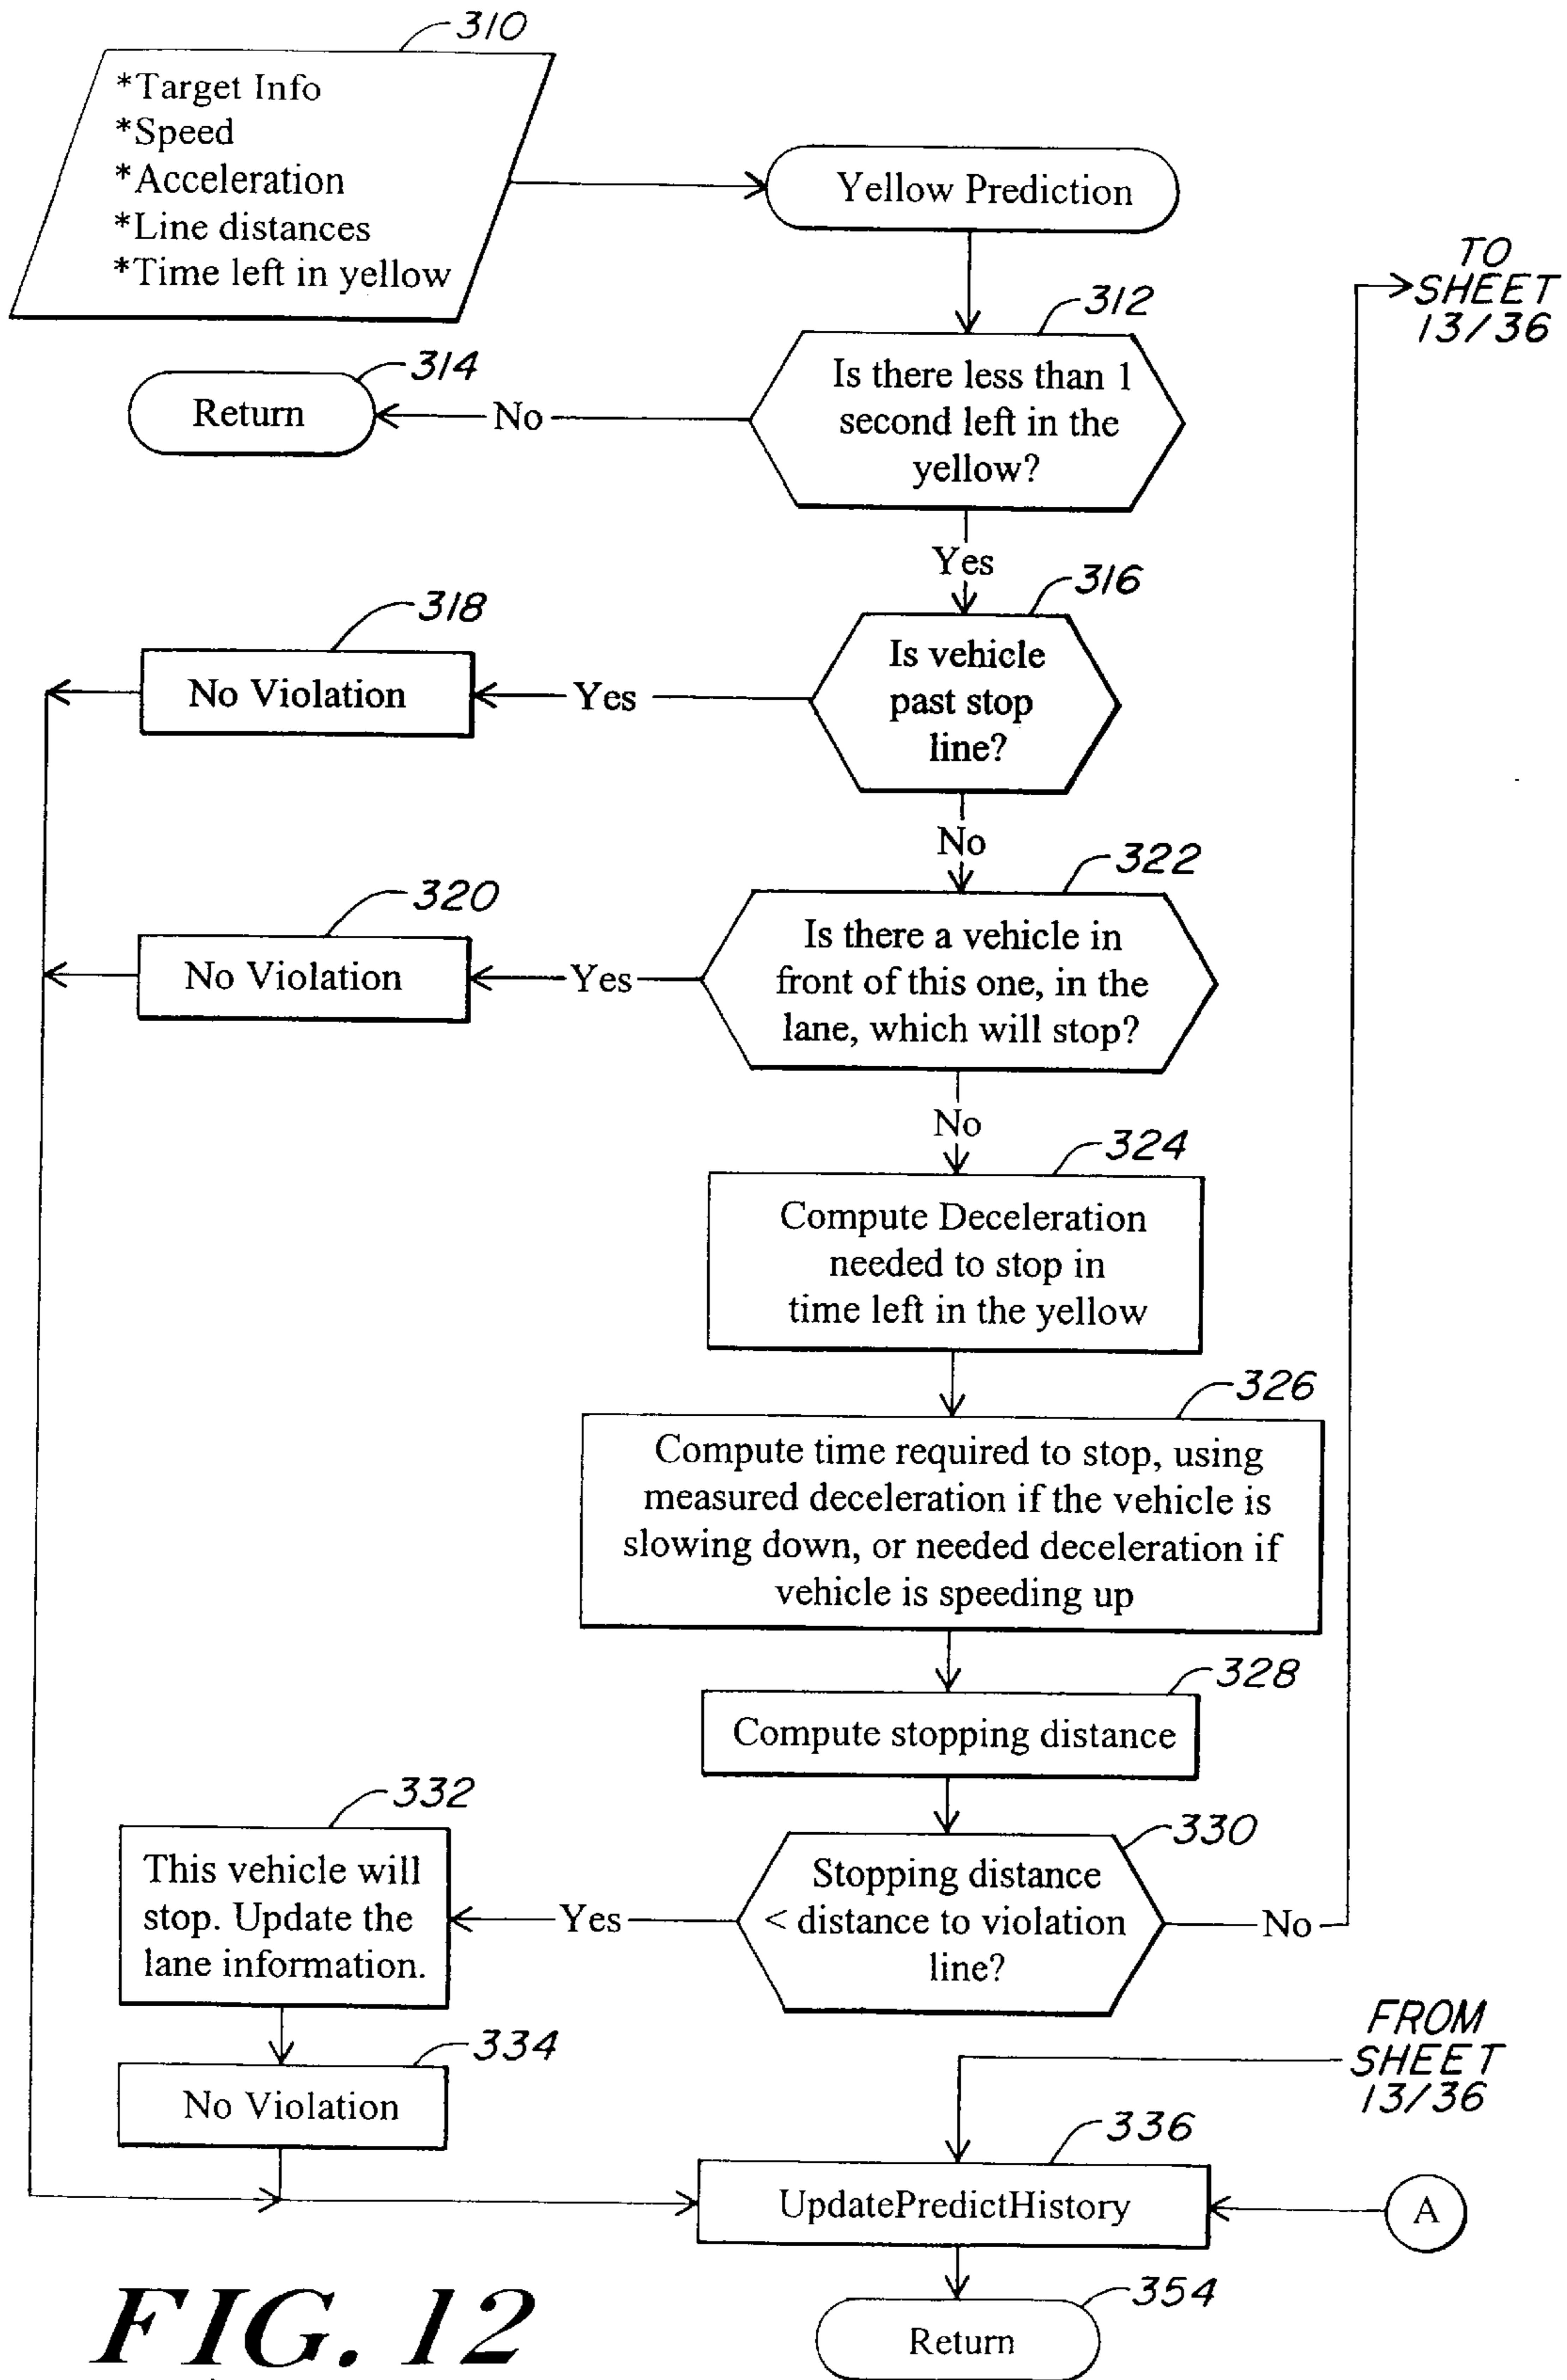 310
*Target Info
*Speed
*Acceleration
*Line distances
*Time left in yellow
Yellow Prediction
TO
SHEET
13/36
312
Is there less than 1
second left in the
yellow?
314
Return
No
Yes
316
Is vehicle
past stop
line?
318
No Violation
Yes
No
322
Is there a vehicle in
front of this one, in the
lane, which will stop?
320
No Violation
Yes
No
324
Compute Deceleration
needed to stop in
time left in the yellow
326
Compute time required to stop, using
measured deceleration if the vehicle is
slowing down, or needed deceleration if
vehicle is speeding up
328
Compute stopping distance
330
Stopping distance
< distance to violation
line?
No
Yes
332
This vehicle will
stop. Update the
lane information.
334
No Violation
FROM
SHEET
13/36
336
UpdatePredictHistory
A
354
Return
FIG. 12